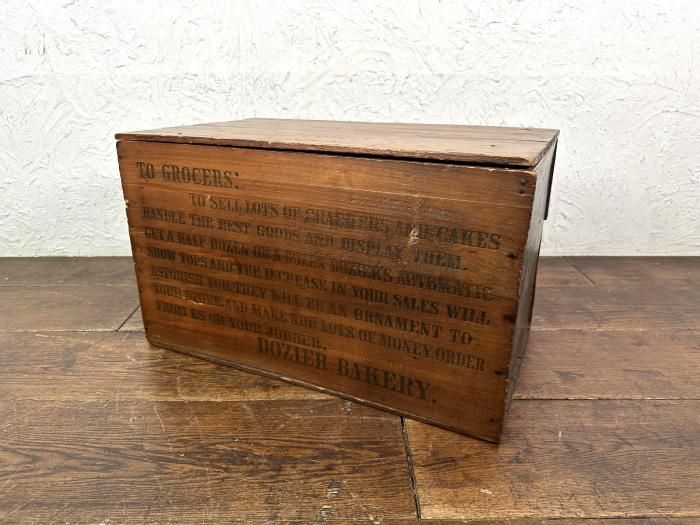 TO GROCERS:
TO SELL LOTS OF CRACKERS AND CAKES
HANDLE THE BEST GOODS AND DISPLAY THEM.
GET A HALF DOZEN OR A DOZEN DOZIER'S AUTOMATIC
SHOW TOPS AND THE INCREASE IN YOUR SALES WILL
ASTONISH YOU, THEY WILL BE AN ORNAMENT TO
YOUR STORE, AND MAKE YOU LOTS OF MONEY, ORDER
FROM US OR YOUR JOBBER.
DOZIER BAKERY.